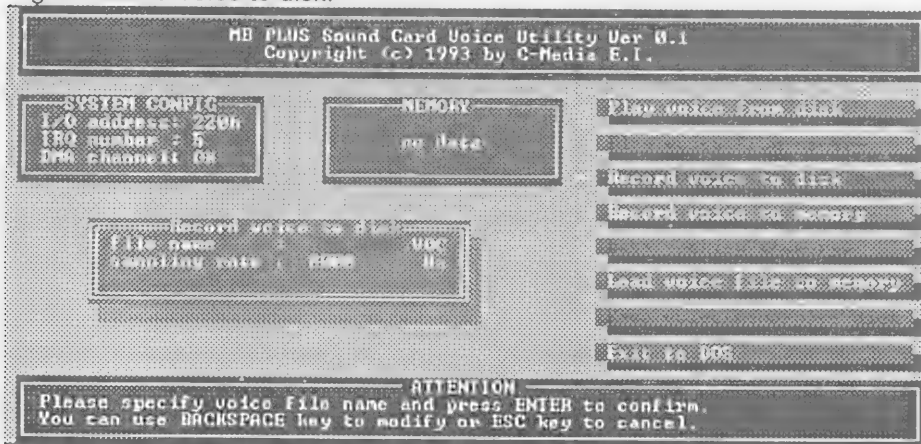 MB PLUS Sound Card Voice Utility Ver 0.1
Copyright (c) 1993 by C-Media E.I.
SYSTEM CONFIG
I/O address: 220h
IRQ number : 5
DMA channel: ON
MEMORY
no data
Play voice from disk
Record voice to disk
Record voice to memory
Load voice file to memory
Exit to DOS
Record voice to disk
file name : VOC
sampling rate : Hz
ATTENTION
Please specify voice file name and press ENTER to confirm.
You can use BACKSPACE key to modify or ESC key to cancel.